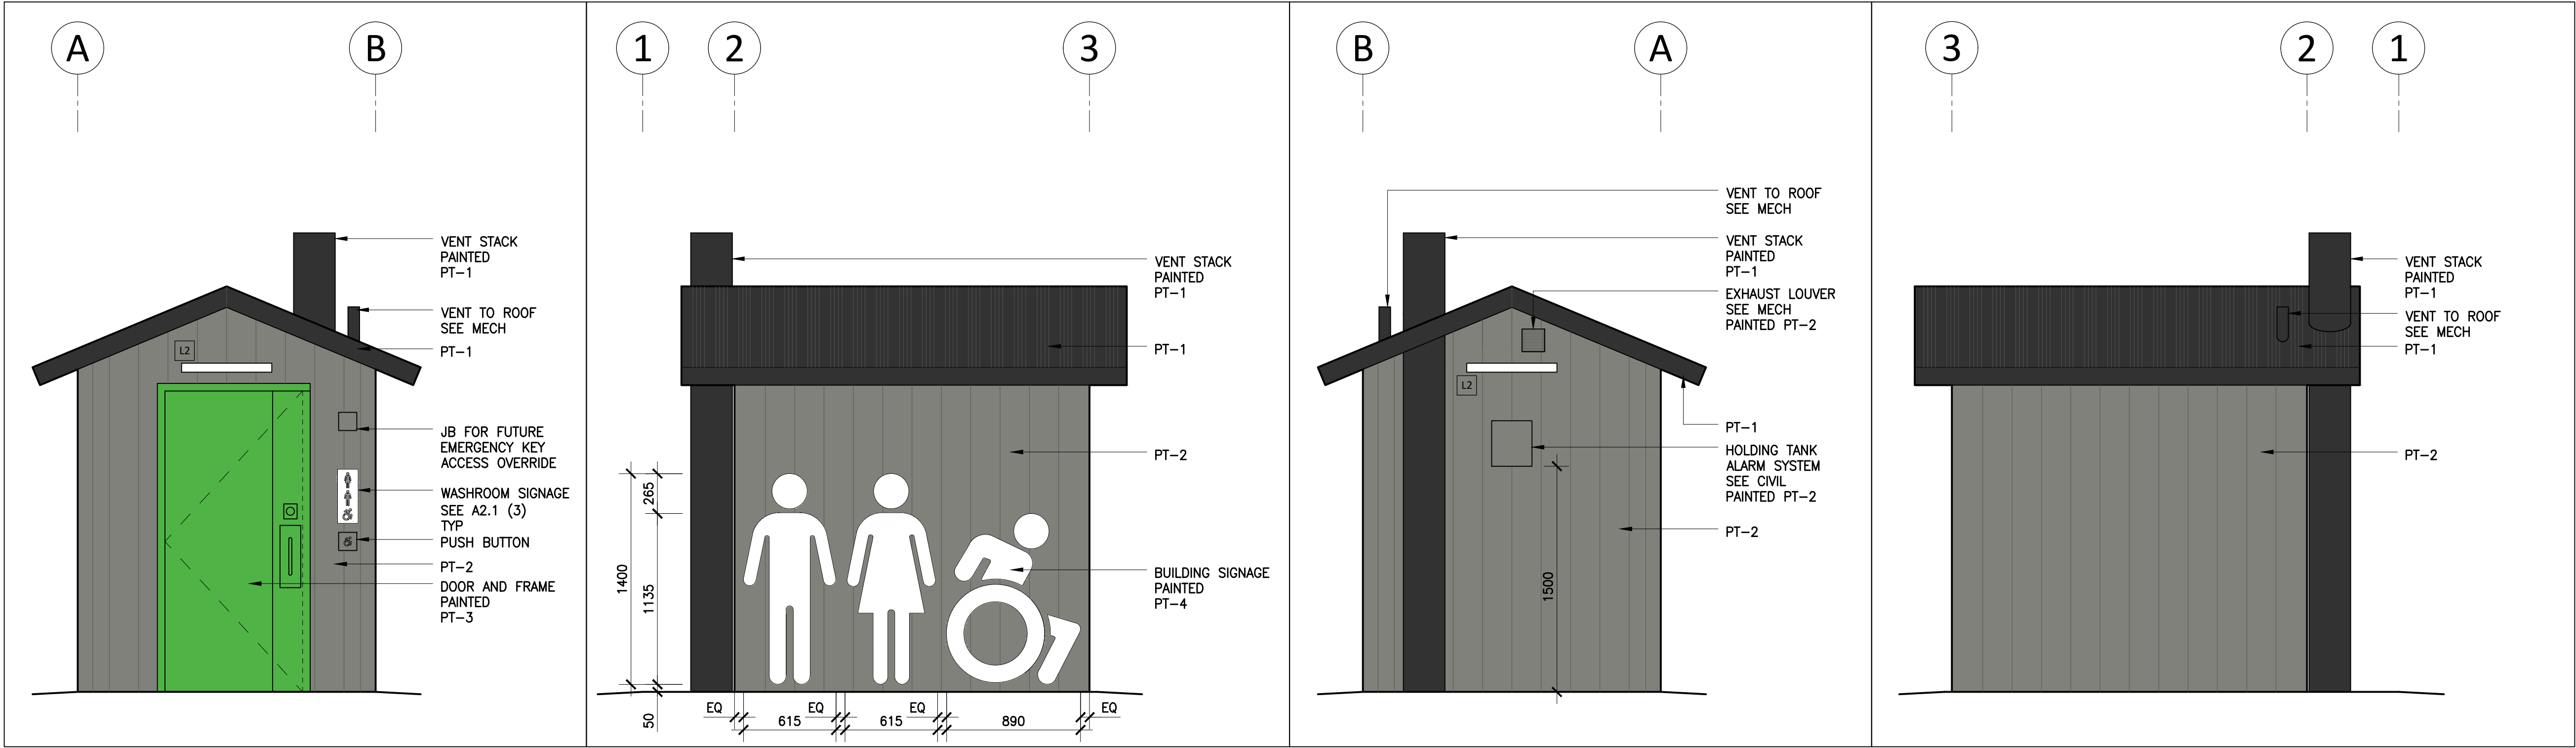 A
B
VENT STACK
PAINTED
PT-1
VENT TO ROOF
SEE MECH
PT-1
L2
JB FOR FUTURE
EMERGENCY KEY
ACCESS OVERRIDE
WASHROOM SIGNAGE
SEE A2.1 (3)
TYP
PUSH BUTTON
PT-2
DOOR AND FRAME
PAINTED
PT-3
1
2
3
VENT STACK
PAINTED
PT-1
PT-1
PT-2
265
1400
1135
BUILDING SIGNAGE
PAINTED
PT-4
50
EQ
615
EQ
615
EQ
890
EQ
B
A
VENT TO ROOF
SEE MECH
VENT STACK
PAINTED
PT-1
EXHAUST LOUVER
SEE MECH
PAINTED PT-2
L2
PT-1
HOLDING TANK
ALARM SYSTEM
SEE CIVIL
PAINTED PT-2
PT-2
1500
3
2
1
VENT STACK
PAINTED
PT-1
VENT TO ROOF
SEE MECH
PT-1
PT-2